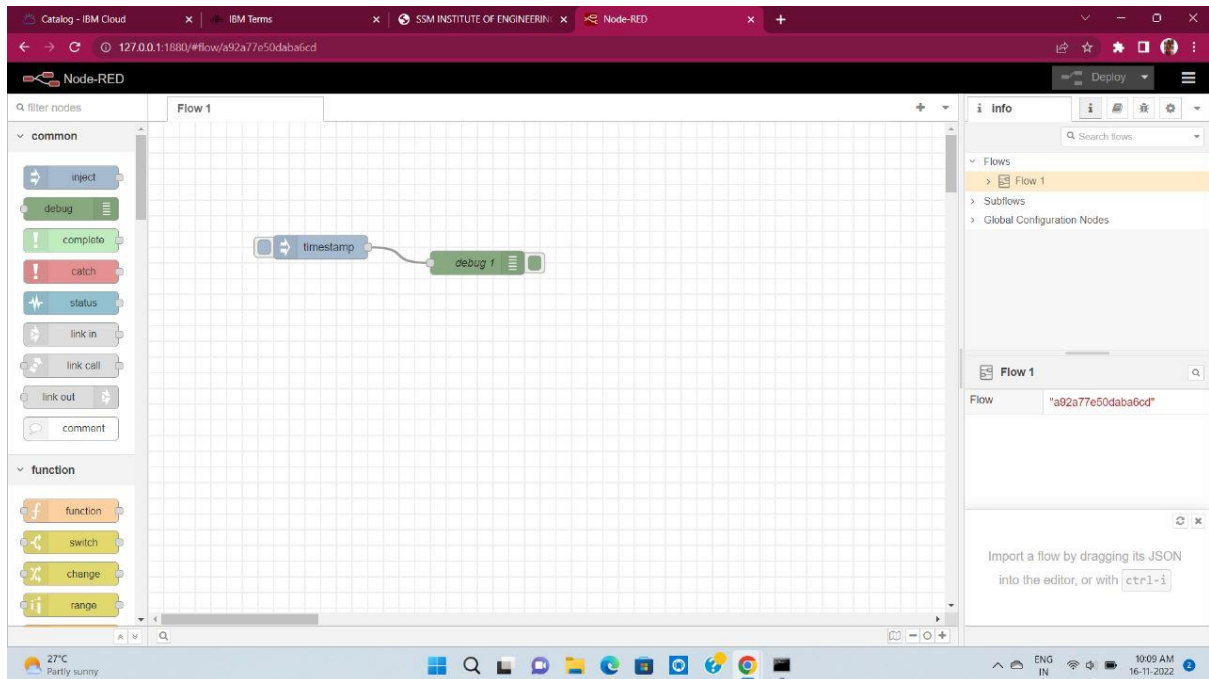 Catalog - IBM Cloud
IBM Terms
SSM INSTITUTE OF ENGINEERIN
Node-RED
127.0.0.1:1880/#flow/a92a77e50daba6cd
Node-RED
Deploy
filter nodes
Flow 1
i info
i
common
Search flows
inject
Flows
Flow 1
debug
Subflows
Global Configuration Nodes
complete
timestamp
debug 1
catch
status
link in
link call
Flow 1
link out
Flow "a92a77e50daba6cd"
comment
function
function
switch
Import a flow by dragging its JSON
into the editor, or with ctrl-i
change
range
27°C
Partly sunny
ENG
IN
10:09 AM
16-11-2022
2